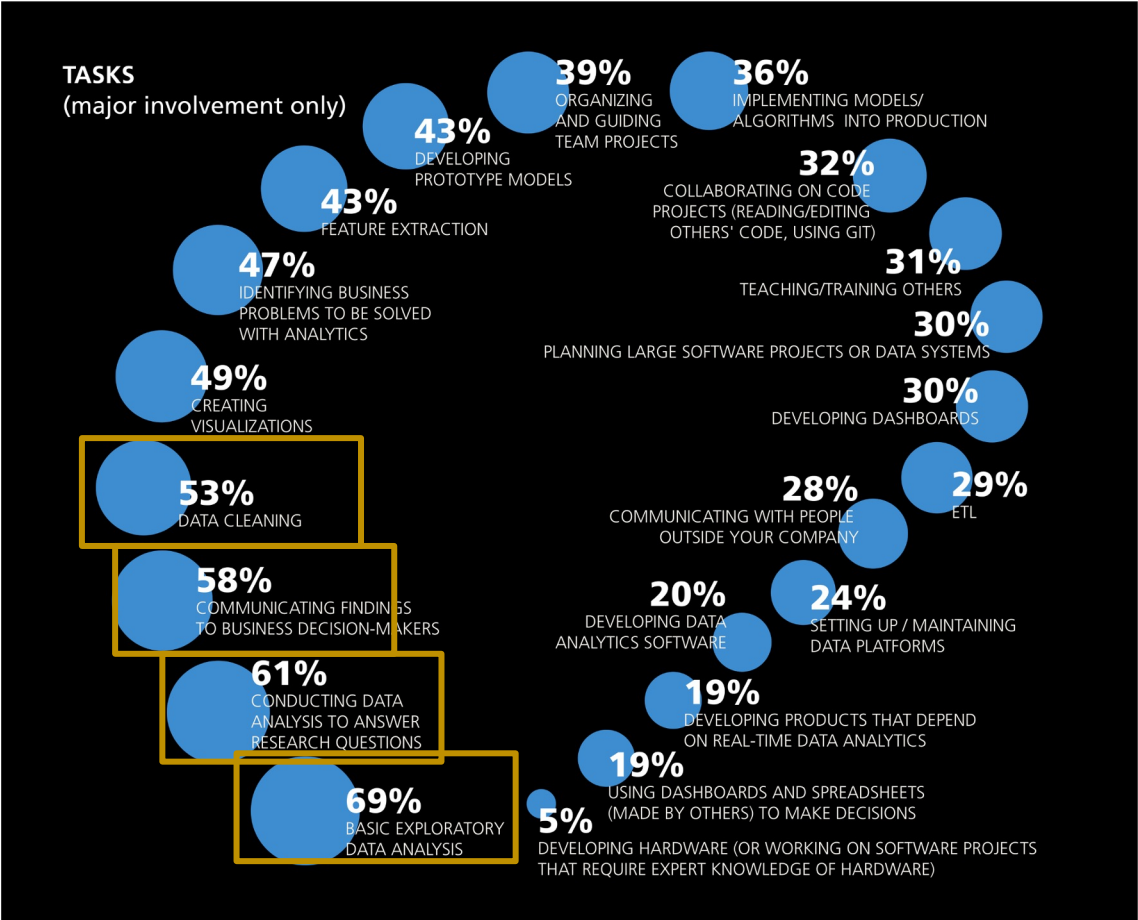 TASKS
(major involvement only)
39%
ORGANIZING
AND GUIDING
TEAM PROJECTS
36%
IMPLEMENTING MODELS/
ALGORITHMS INTO PRODUCTION
43%
DEVELOPING
PROTOTYPE MODELS
32%
COLLABORATING ON CODE
PROJECTS (READING/EDITING
OTHERS' CODE, USING GIT)
43%
FEATURE EXTRACTION
31%
TEACHING/TRAINING OTHERS
47%
IDENTIFYING BUSINESS
PROBLEMS TO BE SOLVED
WITH ANALYTICS
30%
PLANNING LARGE SOFTWARE PROJECTS OR DATA SYSTEMS
49%
CREATING
VISUALIZATIONS
30%
DEVELOPING DASHBOARDS
53%
DATA CLEANING
29%
ETL
28%
COMMUNICATING WITH PEOPLE
OUTSIDE YOUR COMPANY
58%
COMMUNICATING FINDINGS
TO BUSINESS DECISION-MAKERS
24%
SETTING UP / MAINTAINING
DATA PLATFORMS
20%
DEVELOPING DATA
ANALYTICS SOFTWARE
61%
CONDUCTING DATA
ANALYSIS TO ANSWER
RESEARCH QUESTIONS
19%
DEVELOPING PRODUCTS THAT DEPEND
ON REAL-TIME DATA ANALYTICS
19%
USING DASHBOARDS AND SPREADSHEETS
(MADE BY OTHERS) TO MAKE DECISIONS
69%
BASIC EXPLORATORY
DATA ANALYSIS
5%
DEVELOPING HARDWARE (OR WORKING ON SOFTWARE PROJECTS
THAT REQUIRE EXPERT KNOWLEDGE OF HARDWARE)